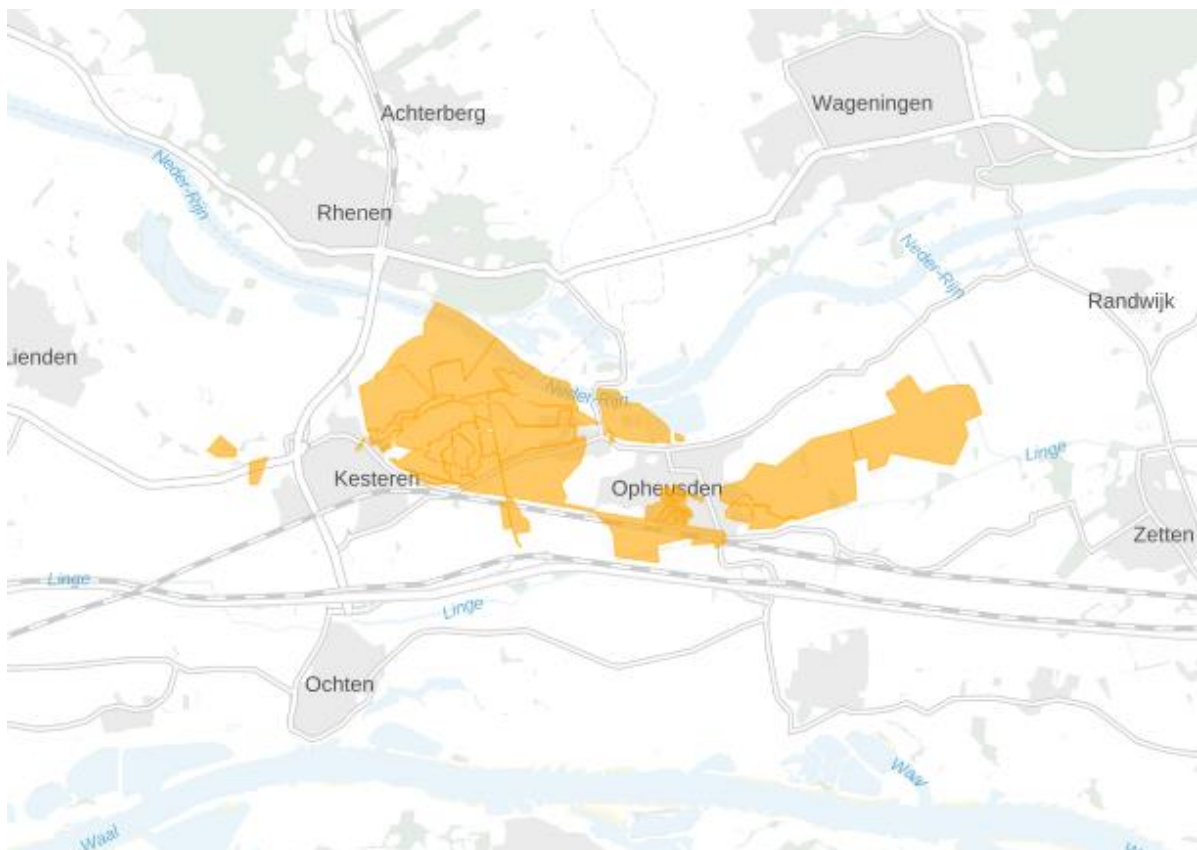 Wageningen
Achterberg
Neder-Rijn
Rhenen
Neder-Rijn
Randwijk
Lienden
Neder-Rijn
Linge
Kesteren
Opheusden
Zetten
Linge
Linge
Ochten
Waal
Waal